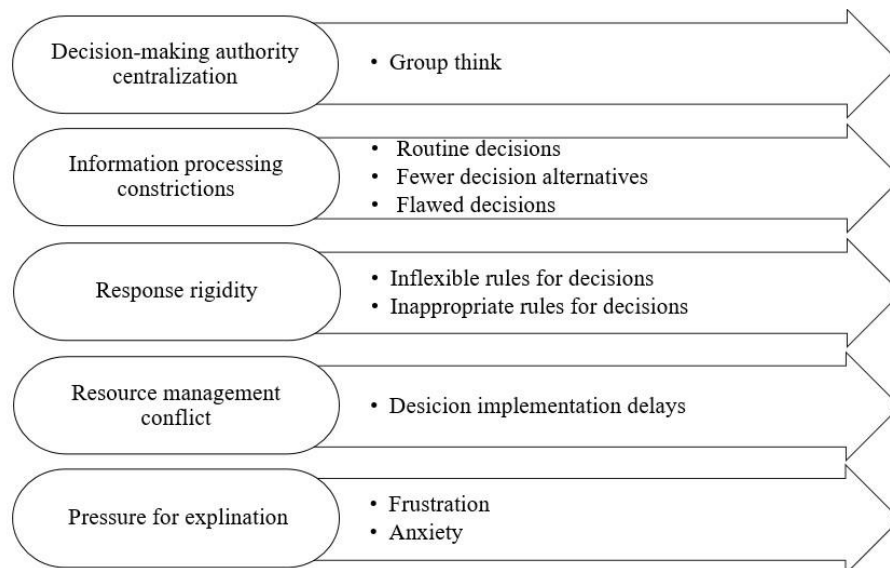 Decision-making authority
centralization
• Group think
Information processing
constrictions
• Routine decisions
• Fewer decision alternatives
• Flawed decisions
Response rigidity
• Inflexible rules for decisions
• Inappropriate rules for decisions
Resource management
conflict
• Desicion implementation delays
Pressure for explination
• Frustration
• Anxiety